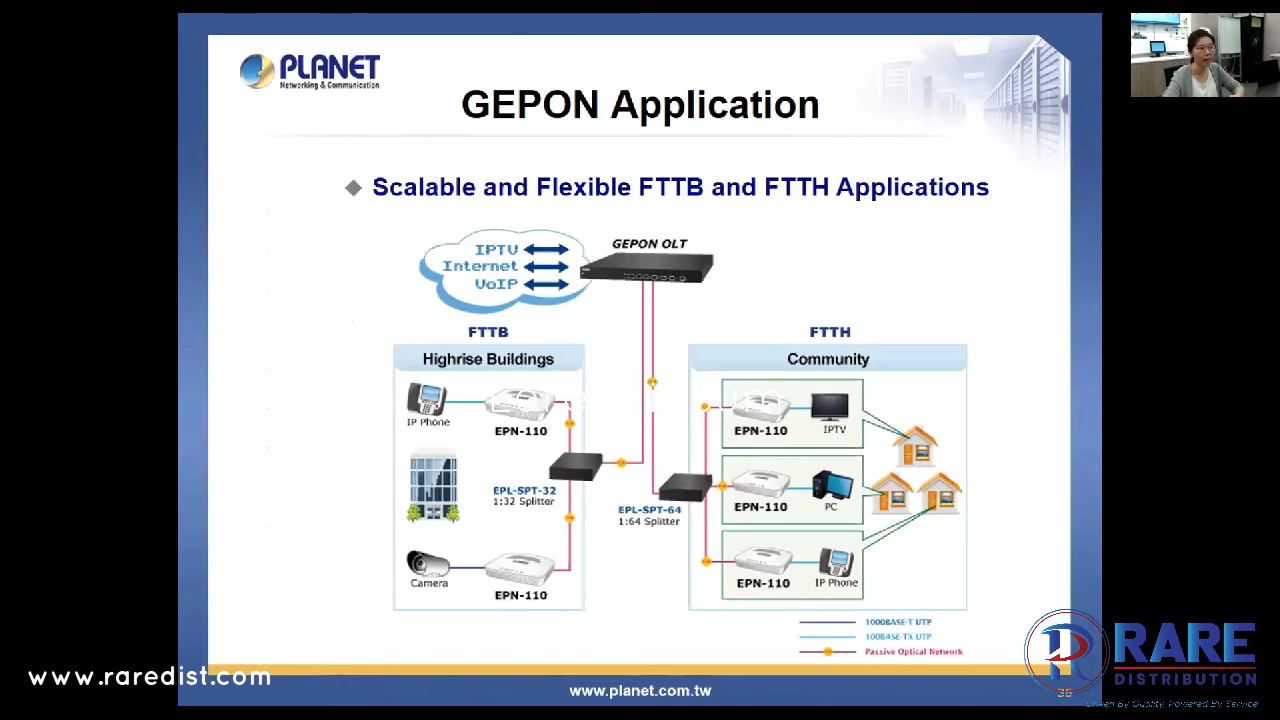 PLANET
Networking & Communication
GEPON Application
Scalable and Flexible FTTB and FTTH Applications
GEPON OLT
IPTV
Internet
VoIP
FTTB
Highrise Buildings
IP Phone
EPN-110
EPL-SPT-32
1:32 Splitter
Camera
EPN-110
FTTH
Community
EPN-110
IPTV
EPL-SPT-64
1:64 Splitter
EPN-110
PC
EPN-110
IP Phone
1000BASE-T UTP
100BASE-TX UTP
Passive Optical Network
www.raredist.com
www.planet.com.tw
RARE
DISTRIBUTION
Driven By Quality, Powered By Service